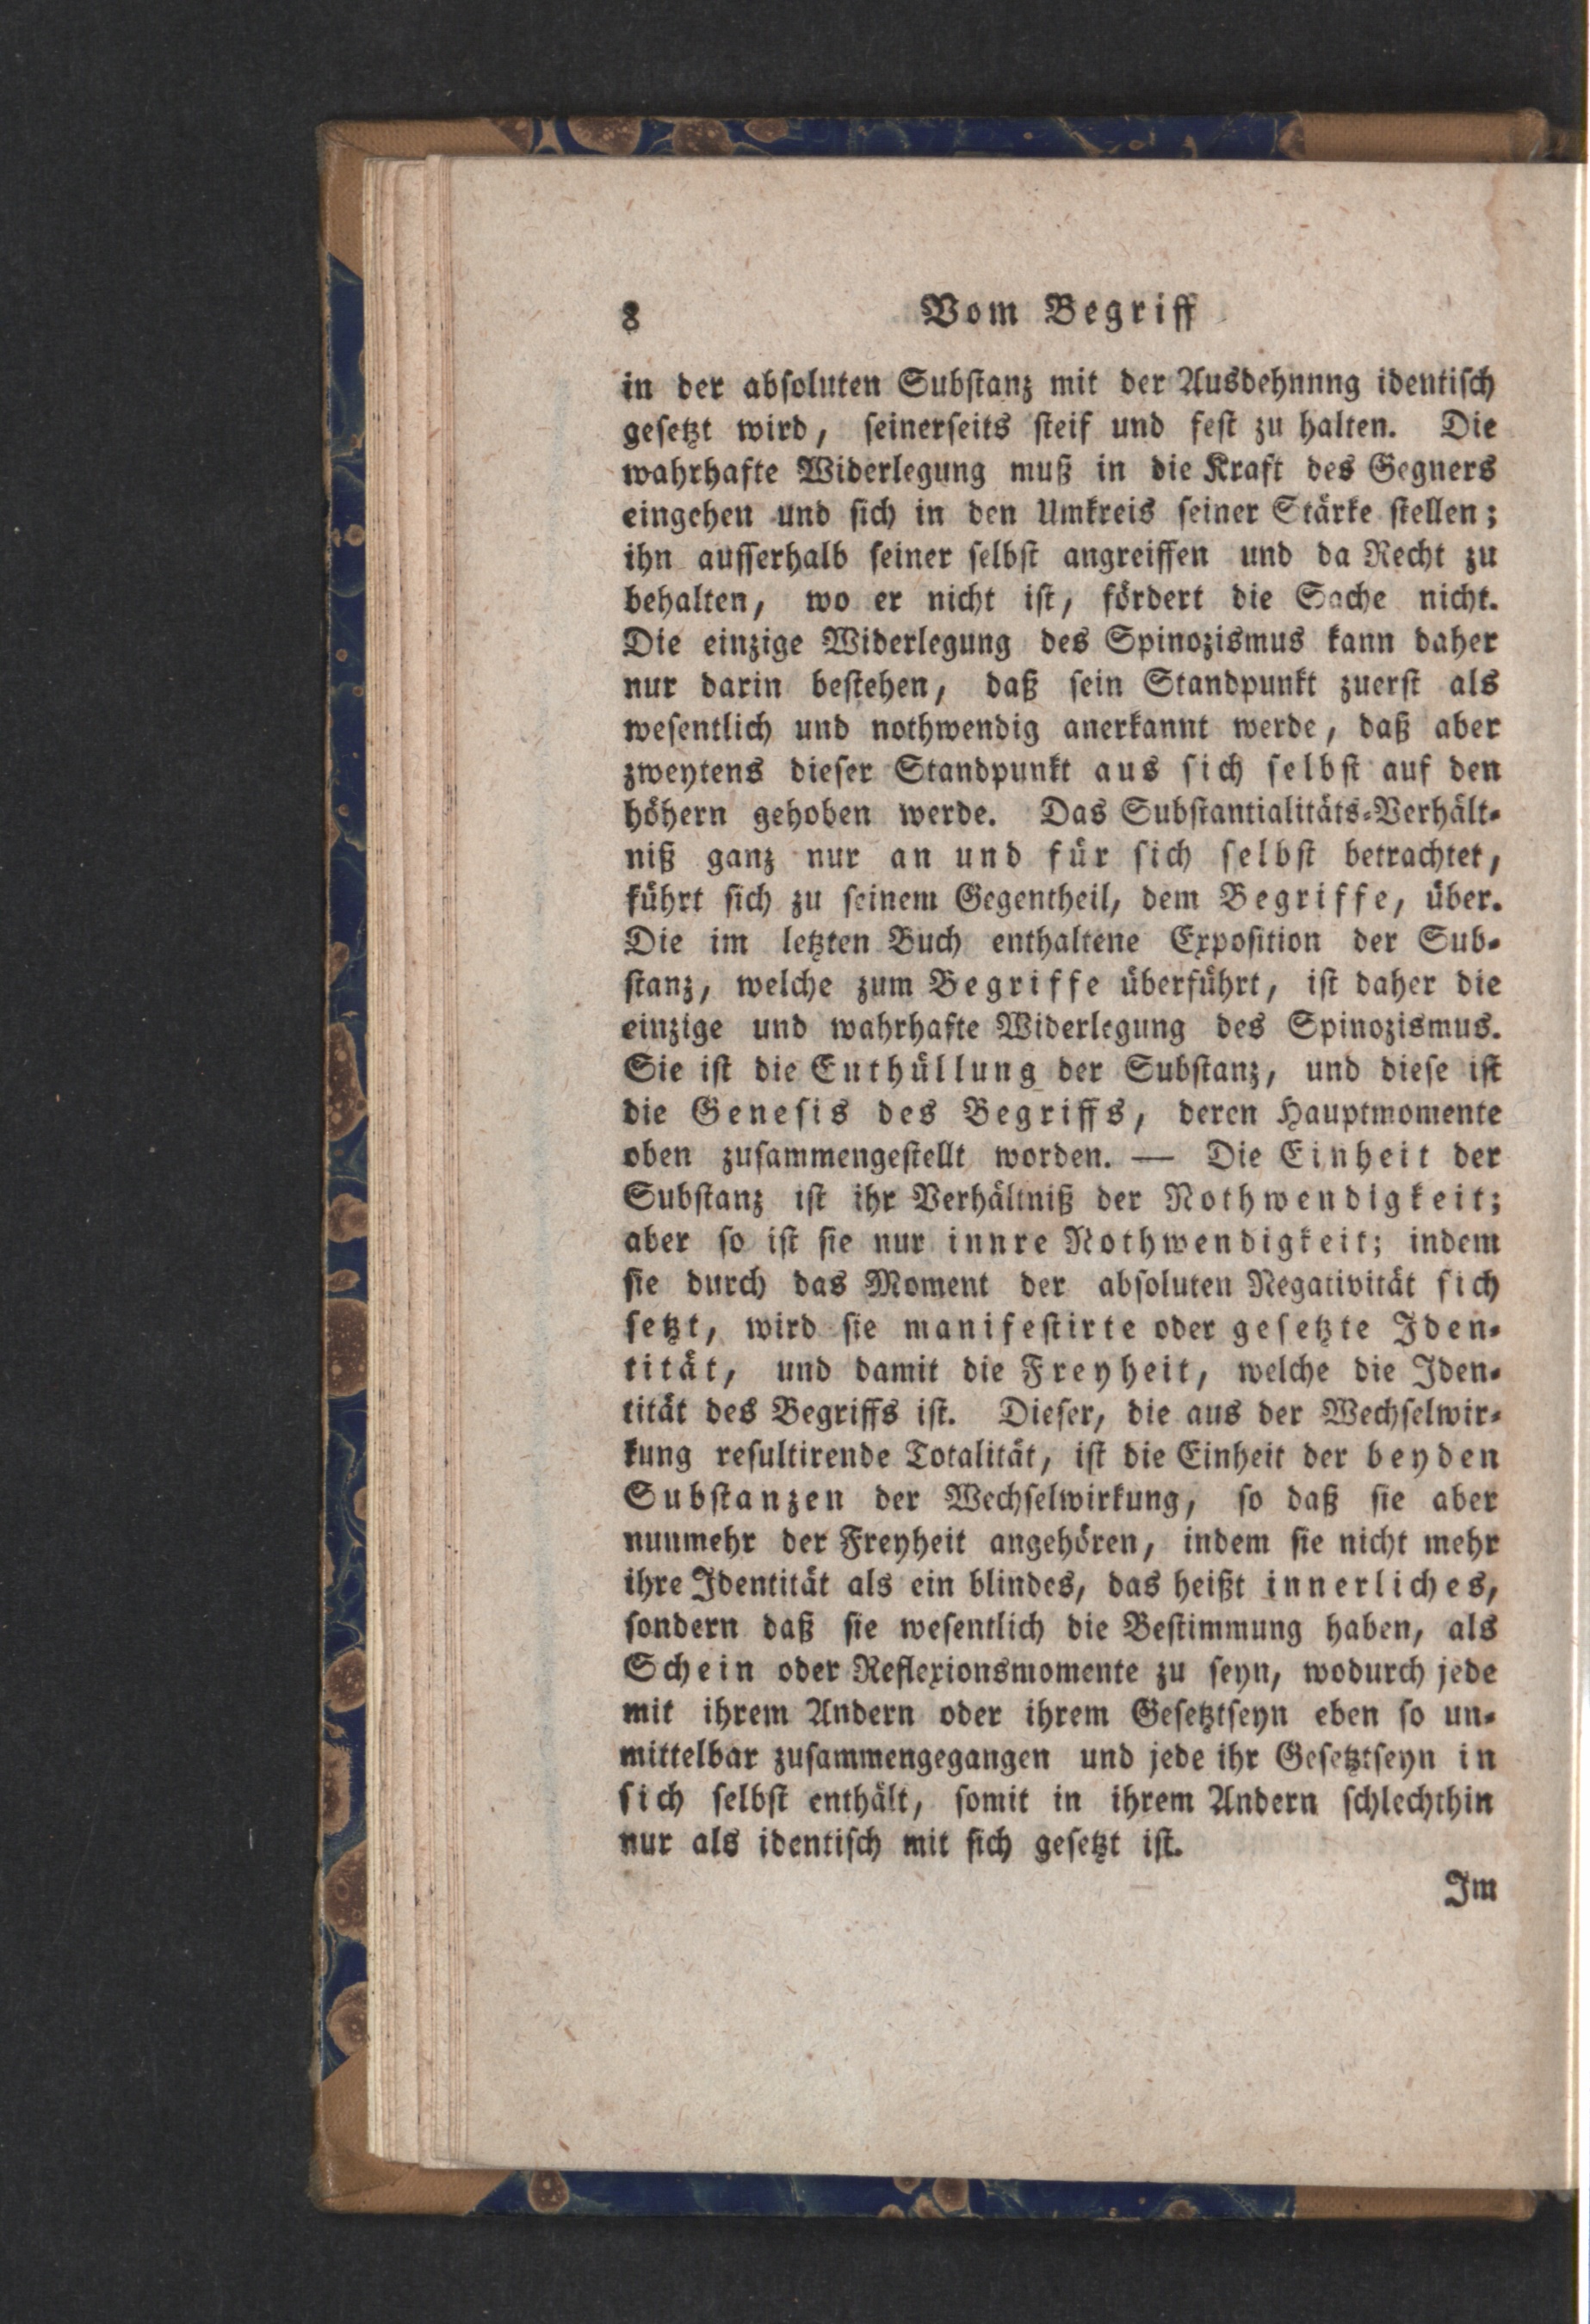 8 Vom Begriff
in der absoluten Substanz mit der Ausdehnnng identisch
gesetzt wird, seinerseits steif und fest zu halten. Die
wahrhafte Widerlegung muß in die Kraft des Gegners
eingehen und sich in den Umkreis seiner Stärke stellen;
ihn ausserhalb seiner selbst angreiffen und da Recht zu
behalten, wo er nicht ist, fördert die Sache nicht.
Die einzige Widerlegung des Spinozismus kann daher
nur darin bestehen, daß sein Standpunkt zuerst als
wesentlich und nothwendig anerkannt werde, daß aber
zweytens dieser Standpunkt aus sich selbst auf den
höhern gehoben werde. Das Substantialitäts-Verhält-
niß ganz nur an und für sich selbst betrachtet,
führt sich zu seinem Gegentheil, dem Begriffe, über.
Die im letzten Buch enthaltene Exposition der Sub-
stanz, welche zum Begriffe überführt, ist daher die
einzige und wahrhafte Widerlegung des Spinozismus.
Sie ist die Enthüllung der Substanz, und diese ist
die Genesis des Begriffs, deren Hauptmomente
oben zusammengestellt worden. — Die Einheit der
Substanz ist ihr Verhältniß der Nothwendigkeit;
aber so ist sie nur innre Nothwendigkeit; indem
sie durch das Moment der absoluten Negativität sich
setzt, wird sie manifestirte oder gesetzte Iden-
tität, und damit die Freyheit, welche die Iden-
tität des Begriffs ist. Dieser, die aus der Wechselwir-
kung resultirende Totalität, ist die Einheit der beyden
Substanzen der Wechselwirkung, so daß sie aber
nunmehr der Freyheit angehören, indem sie nicht mehr
ihre Identität als ein blindes, das heißt innerliches,
sondern daß sie wesentlich die Bestimmung haben, als
Schein oder Reflexionsmomente zu seyn, wodurch jede
mit ihrem Andern oder ihrem Gesetztseyn eben so un-
mittelbar zusammengegangen und jede ihr Gesetztseyn in
sich selbst enthält, somit in ihrem Andern schlechthin
nur als identisch mit sich gesetzt ist.
Im